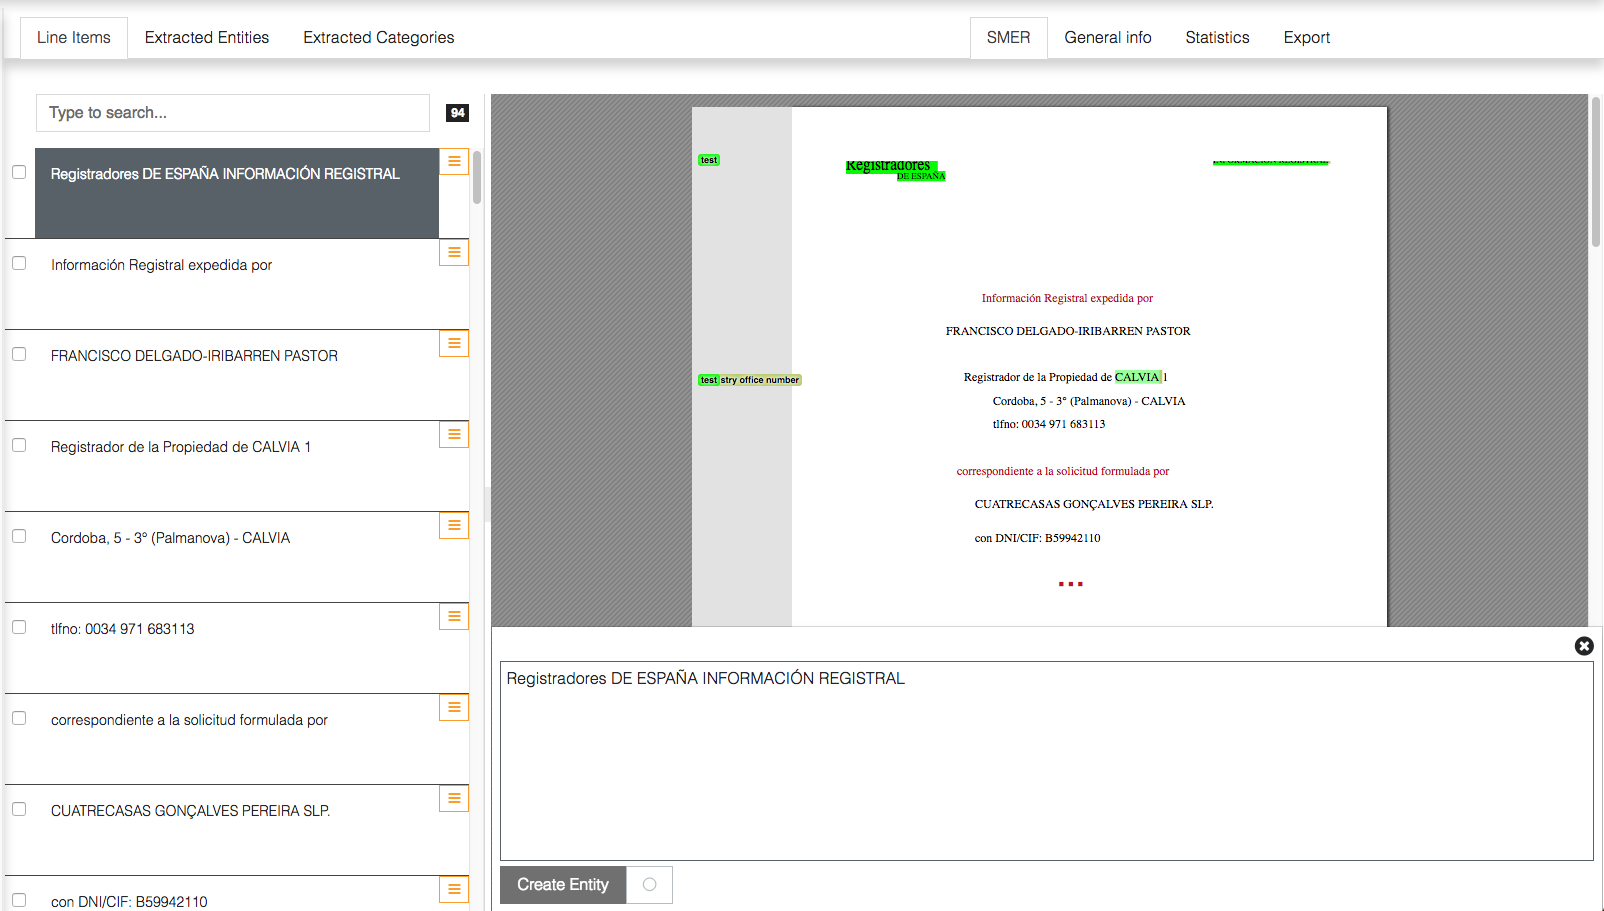 Line Items Extracted Entities Extracted Categories
SMER General info Statistics Export
Type to search...
94
Registradores DE ESPAÑA INFORMACIÓN REGISTRAL
Información Registral expedida por
FRANCISCO DELGADO-IRIBARREN PASTOR
Registrador de la Propiedad de CALVIA 1
Cordoba, 5 - 3º (Palmanova) - CALVIA
tlfno: 0034 971 683113
correspondiente a la solicitud formulada por
CUATRECASAS GONÇALVES PEREIRA SLP.
con DNI/CIF: B59942110
test
Registradores
DE ESPAÑA
INFORMACIÓN REGISTRAL
Información Registral expedida por
FRANCISCO DELGADO-IRIBARREN PASTOR
test stry office number
Registrador de la Propiedad de CALVIA 1
Cordoba, 5 - 3º (Palmanova) - CALVIA
tlfno: 0034 971 683113
correspondiente a la solicitud formulada por
CUATRECASAS GONÇALVES PEREIRA SLP.
con DNI/CIF: B59942110
...
Registradores DE ESPAÑA INFORMACIÓN REGISTRAL
Create Entity